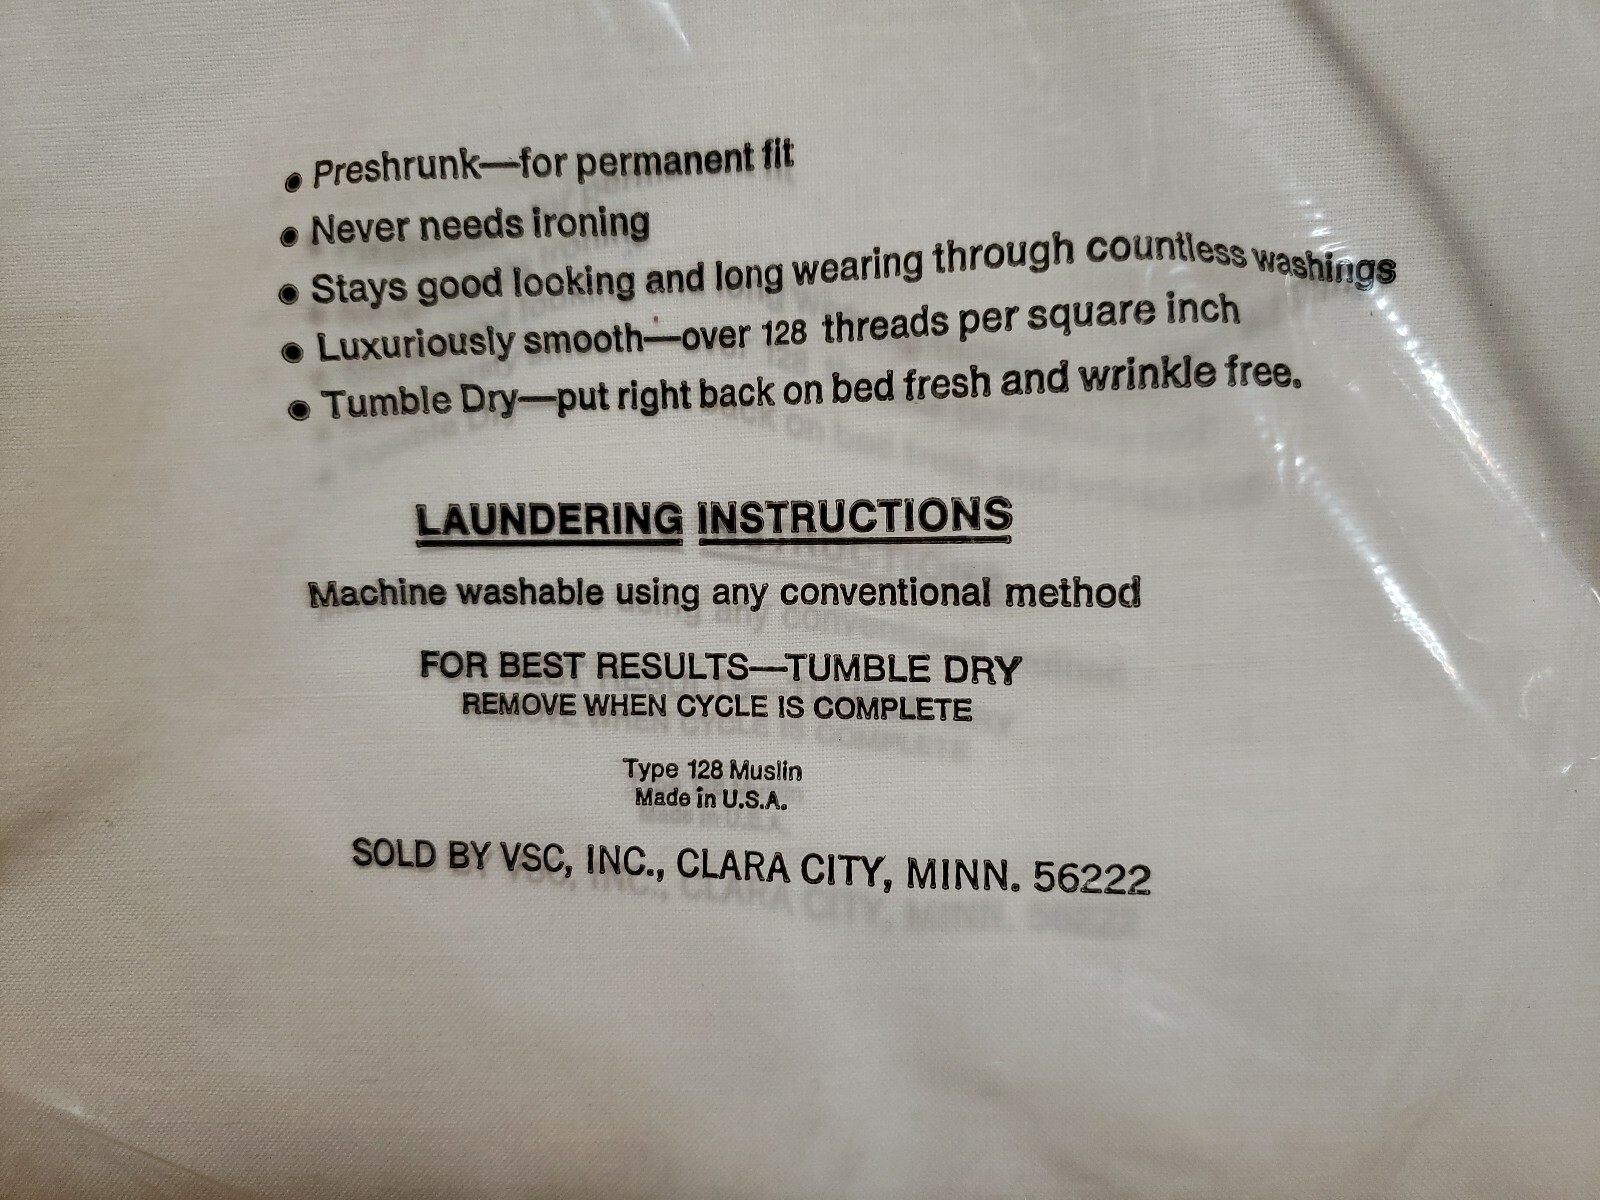 ● Preshrunk—for permanent fit
● Never needs ironing
● Stays good looking and long wearing through countless washings
● Luxuriously smooth—over 128 threads per square inch
● Tumble Dry—put right back on bed fresh and wrinkle free.
LAUNDERING INSTRUCTIONS
Machine washable using any conventional method
FOR BEST RESULTS—TUMBLE DRY
REMOVE WHEN CYCLE IS COMPLETE
Type 128 Muslin
Made in U.S.A.
SOLD BY VSC, INC., CLARA CITY, MINN. 56222